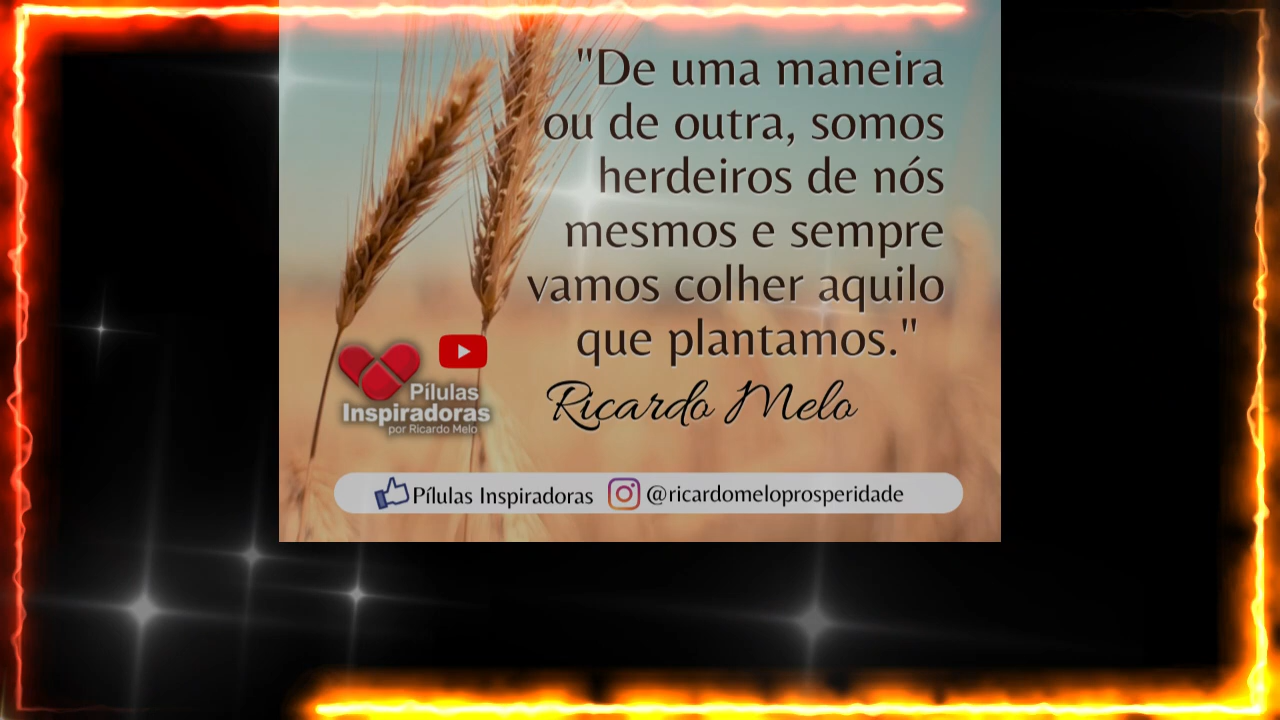 "De uma maneira
ou de outra, somos
herdeiros de nós
mesmos e sempre
vamos colher aquilo
que plantamos."
Ricardo Melo
Pílulas
Inspiradoras
por Ricardo Melo
Pílulas Inspiradoras @ricardomeloprosperidade